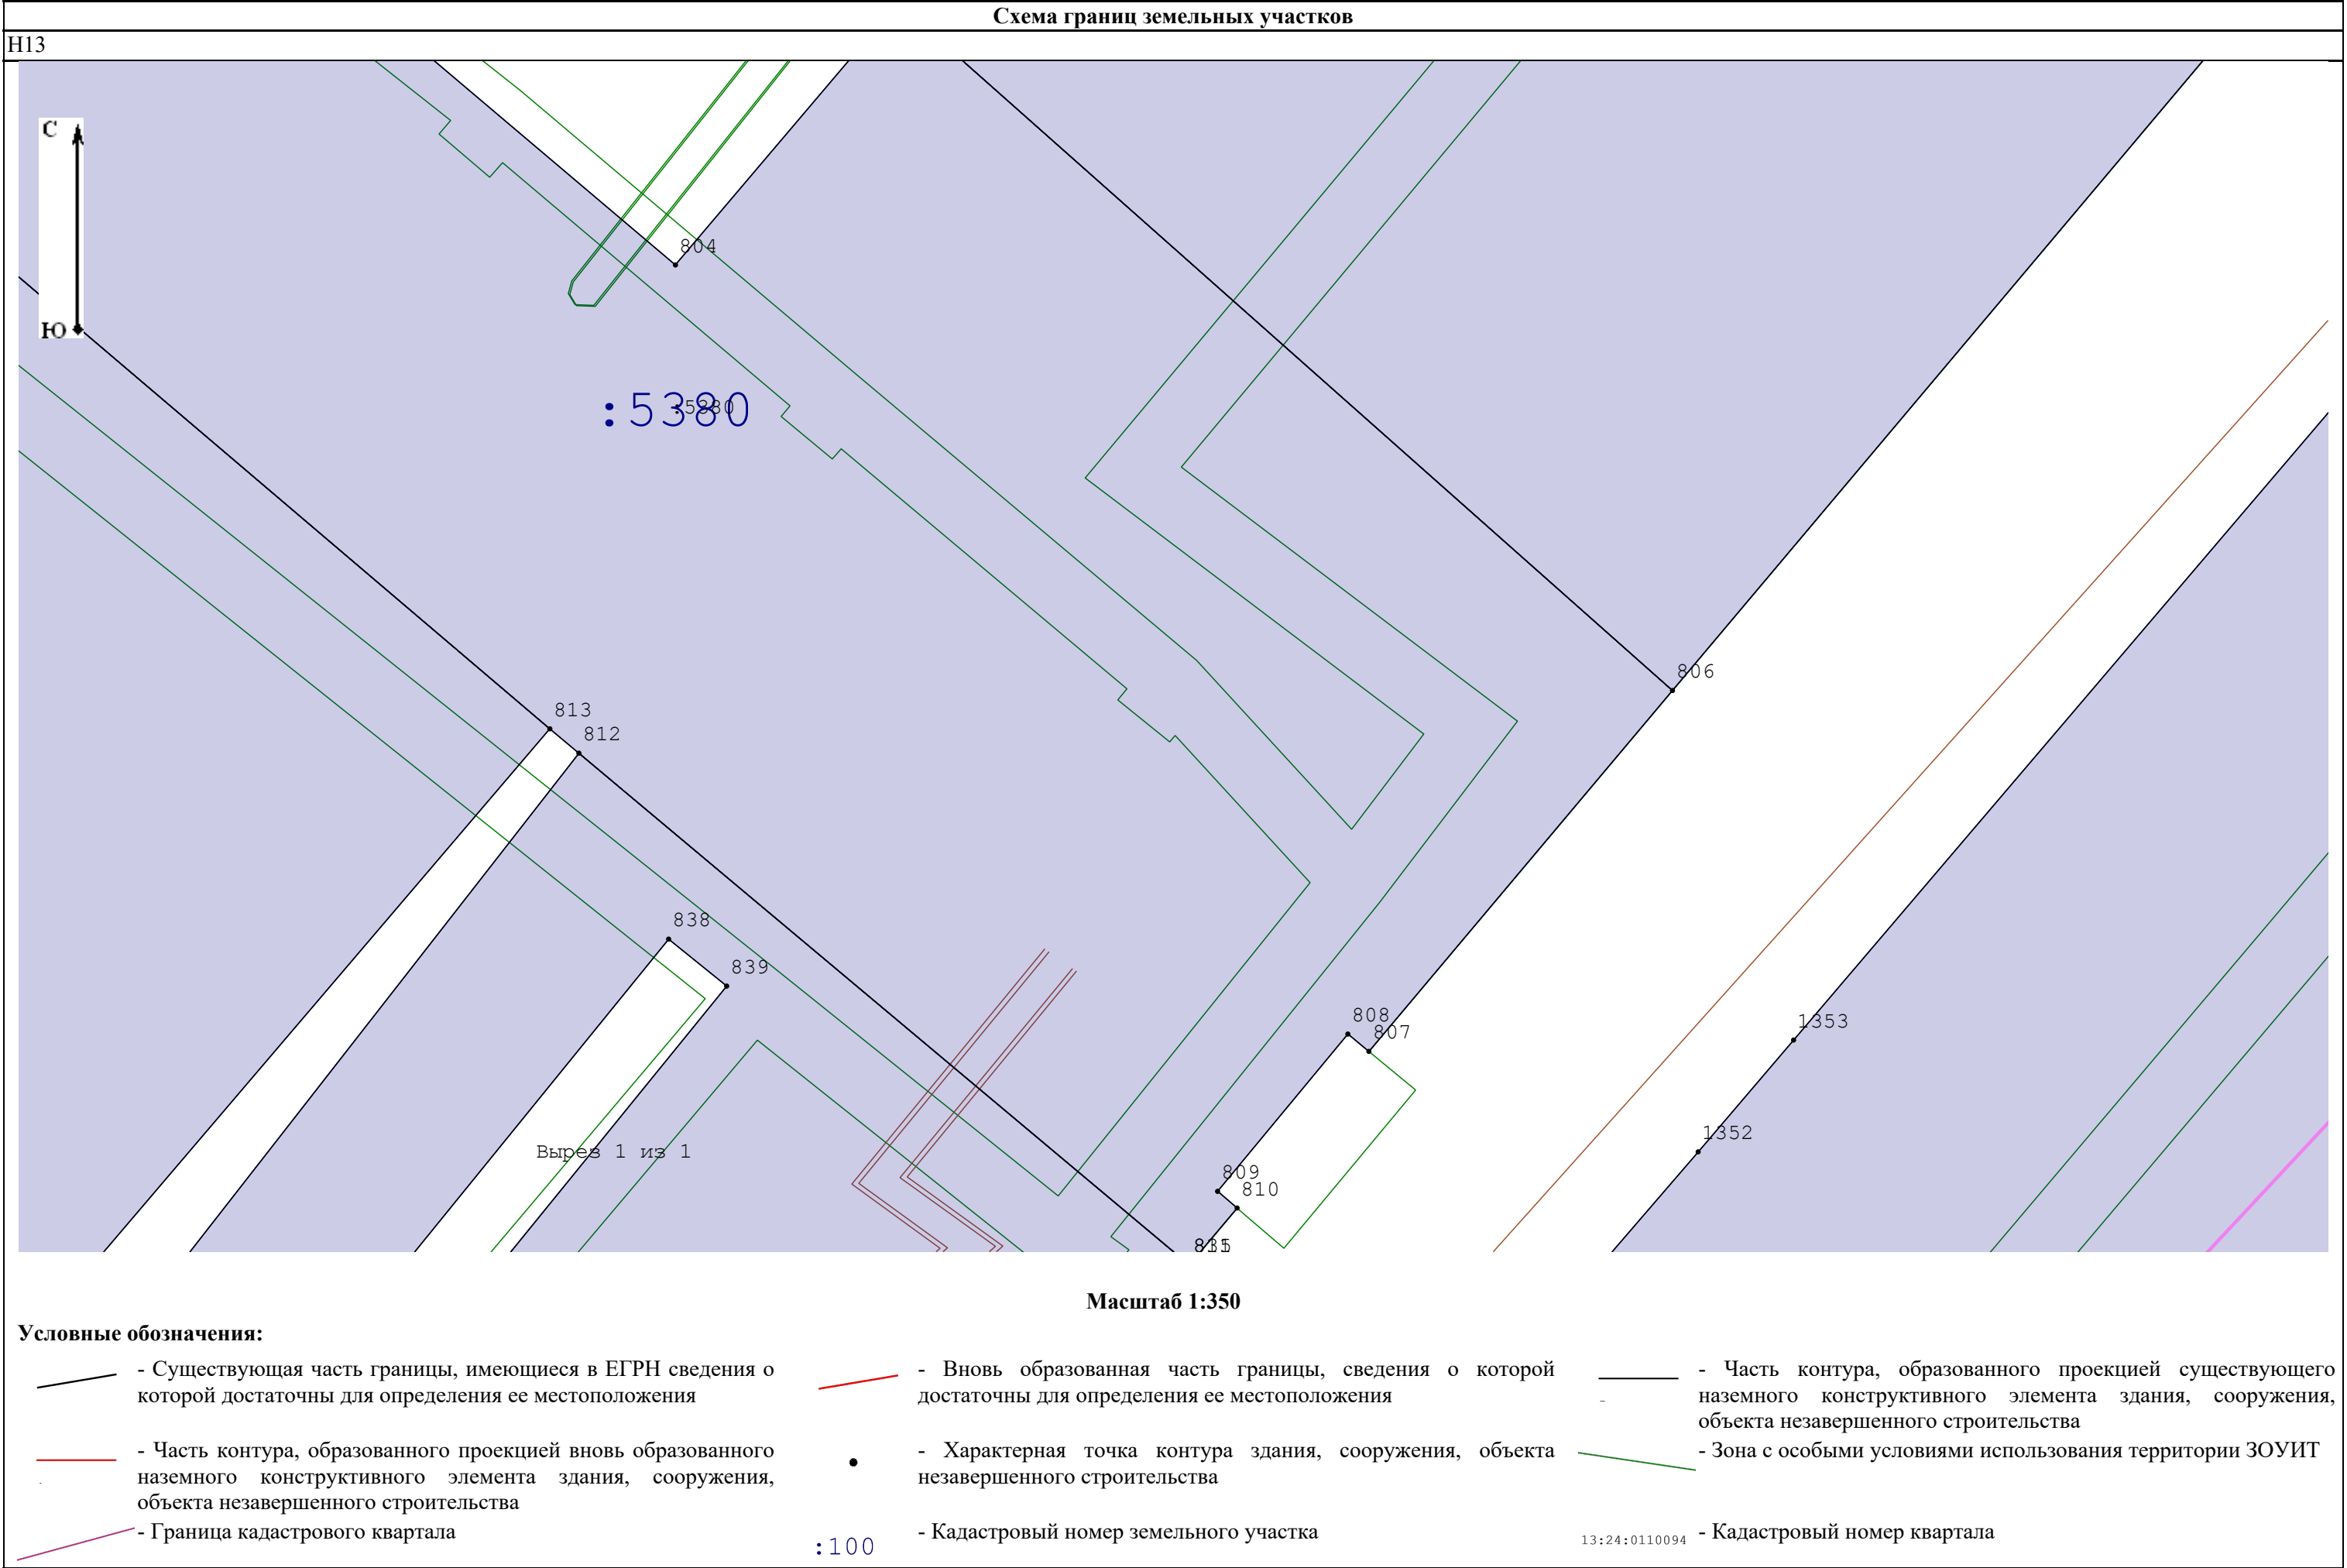 Схема границ земельных участков
Н13
С
Ю
804
:5380
:5380
806
813
812
838
839
808
807
1353
1352
Вырез 1 из 1
809
810
Масштаб 1:350
Условные обозначения:
- Существующая часть границы, имеющиеся в ЕГРН сведения о
которой достаточны для определения ее местоположения
- Вновь образованная часть границы, сведения о которой
достаточны для определения ее местоположения
- Часть контура, образованного проекцией существующего
наземного конструктивного элемента здания, сооружения,
объекта незавершенного строительства
- Часть контура, образованного проекцией вновь образованного
наземного конструктивного элемента здания, сооружения,
объекта незавершенного строительства
- Характерная точка контура здания, сооружения, объекта
незавершенного строительства
- Зона с особыми условиями использования территории ЗОУИТ
- Граница кадастрового квартала
:100
- Кадастровый номер земельного участка
13:24:0110094
- Кадастровый номер квартала